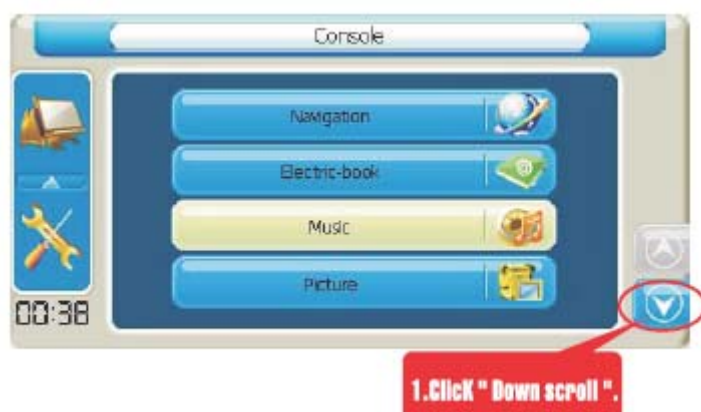 Console
Navigation
Electric-book
Music
Picture
00:38
1.Click " Down scroll ".